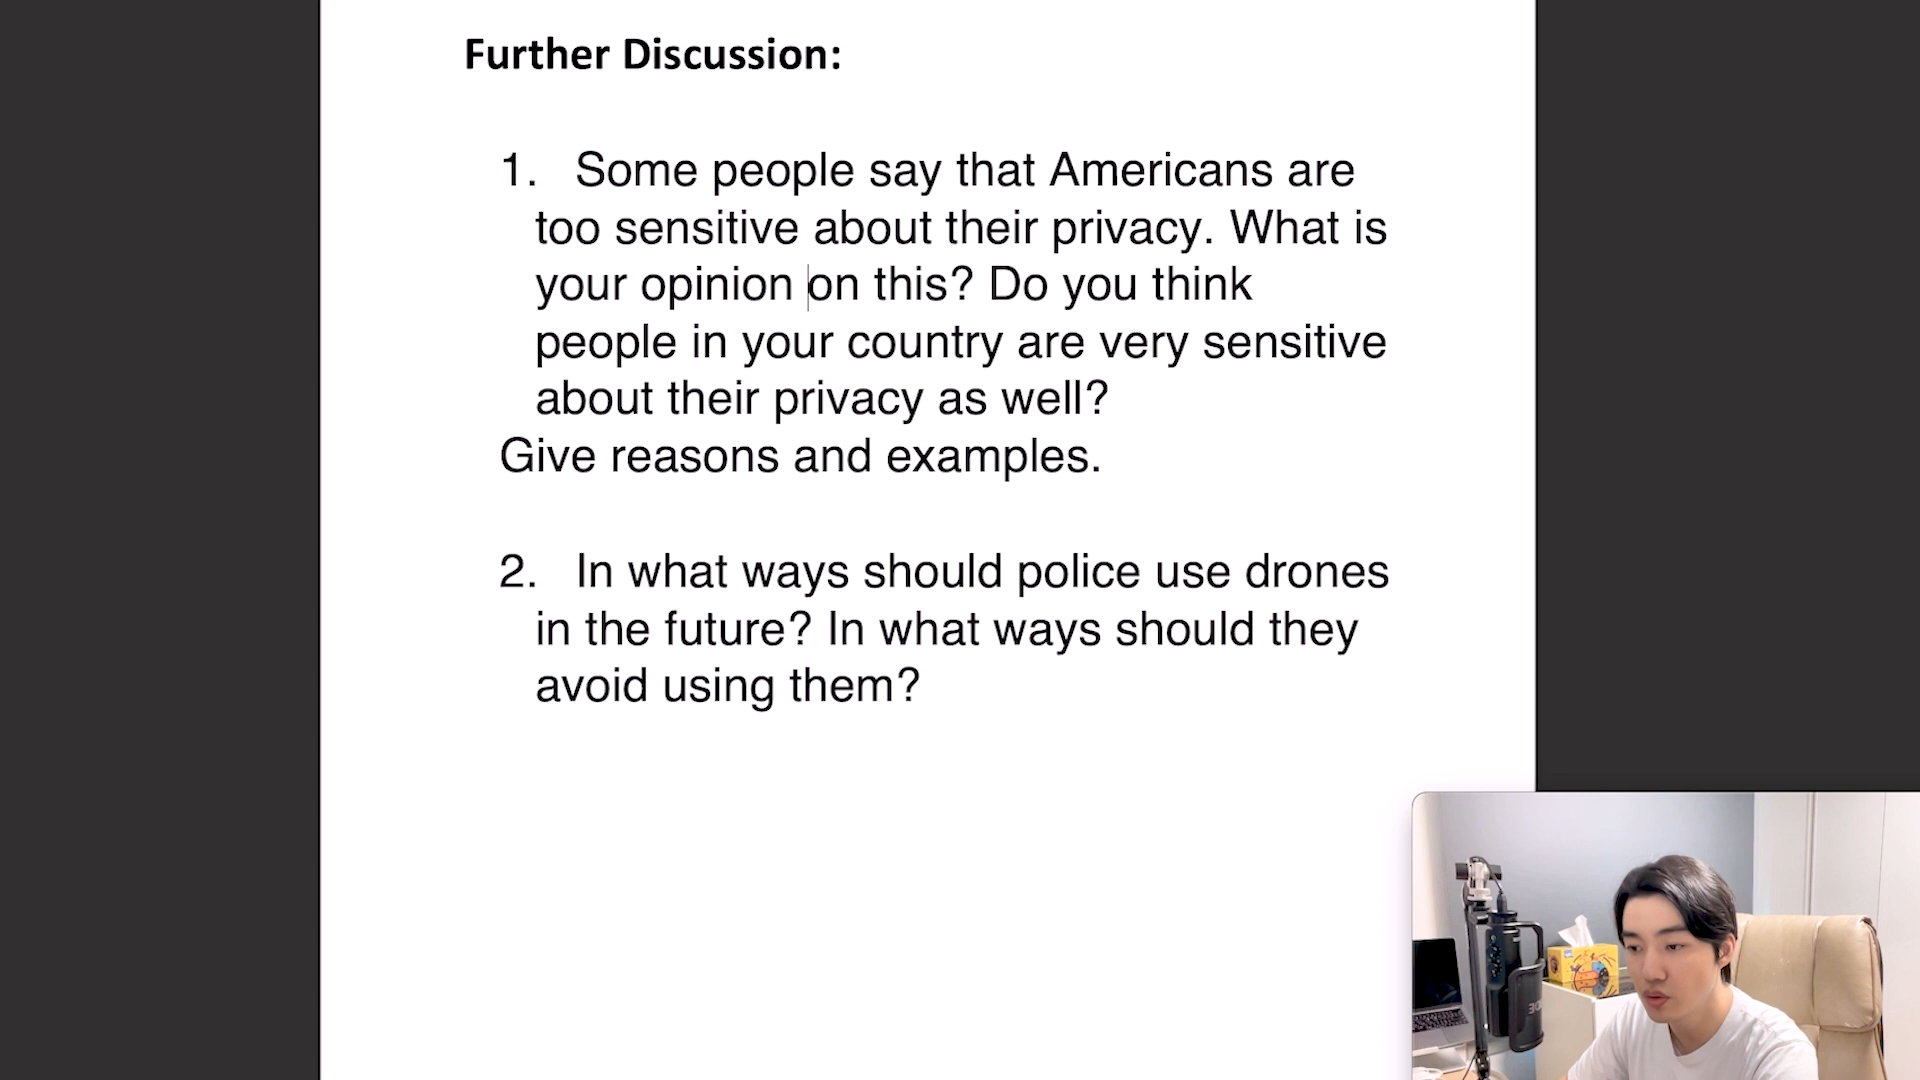 Further Discussion:
1. Some people say that Americans are
too sensitive about their privacy. What is
your opinion on this? Do you think
people in your country are very sensitive
about their privacy as well?
Give reasons and examples.
2. In what ways should police use drones
in the future? In what ways should they
avoid using them?